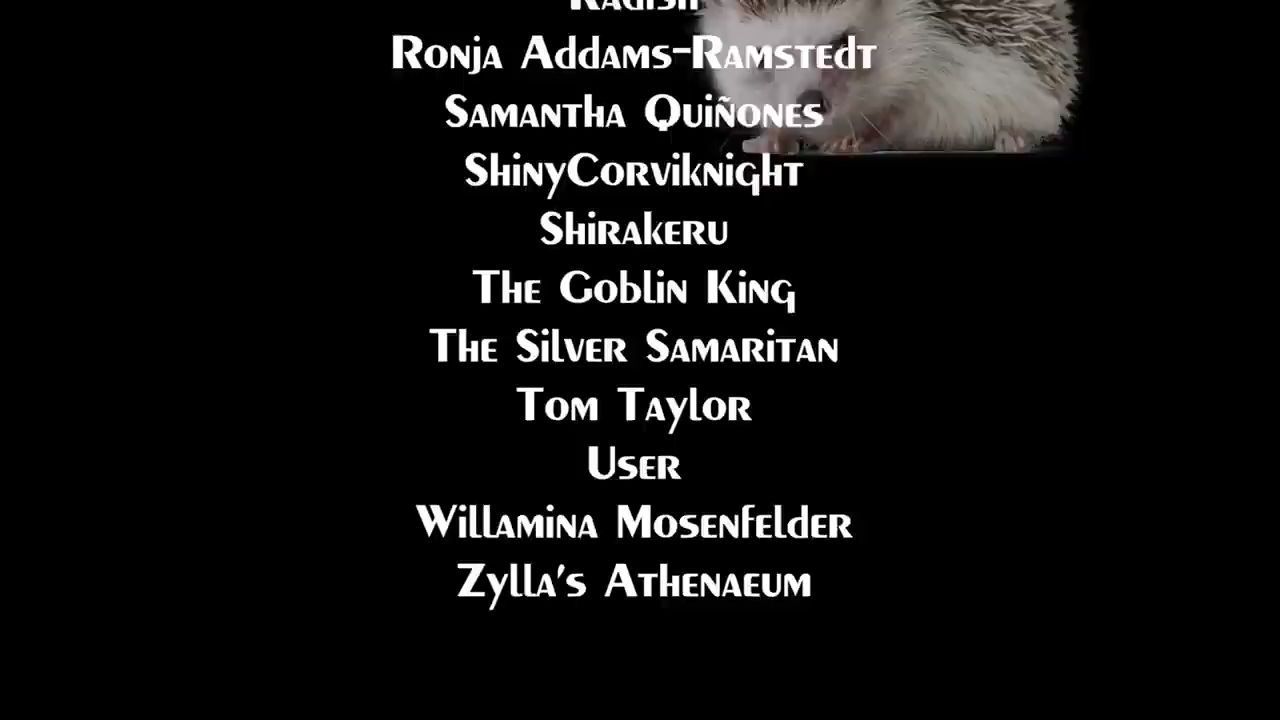 Radish
Ronja Addams-Ramstedt
Samantha Quiñones
ShinyCorviknight
Shirakeru
The Goblin King
The Silver Samaritan
Tom Taylor
User
Willamina Mosenfelder
Zylla's Athenaeum